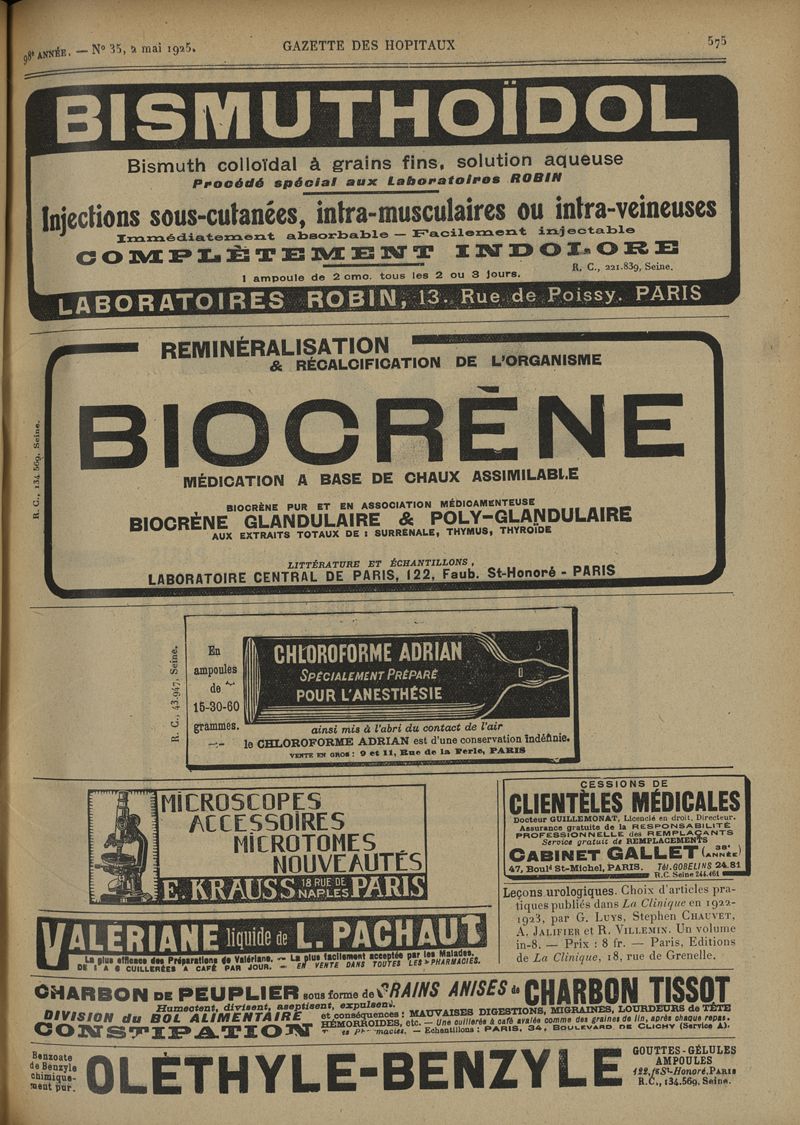 98e ANNÉE. — No 35, 2 mai 1925. GAZETTE DES HOPITAUX 575
BISMUTHOÏDOL
Bismuth colloïdal à grains fins, solution aqueuse
Procédé spécial aux Laboratoires ROBIN
Injections sous-cutanées, intra-musculaires ou intra-veineuses
Immédiatement absorbable — Facilement injectable
COMPLÈTEMENT INDOLORE
1 ampoule de 2 cmc. tous les 2 ou 3 jours.
R. C., 221.839, Seine.
LABORATOIRES ROBIN, 13. Rue de Poissy. PARIS
REMINÉRALISATION
& RÉCALCIFICATION DE L'ORGANISME
BIOCRÈNE
MÉDICATION A BASE DE CHAUX ASSIMILABLE
BIOCRÈNE PUR ET EN ASSOCIATION MÉDICAMENTEUSE
BIOCRÈNE GLANDULAIRE & POLY-GLANDULAIRE
AUX EXTRAITS TOTAUX DE : SURRENALE, THYMUS, THYROÏDE
LITTÉRATURE ET ÉCHANTILLONS,
LABORATOIRE CENTRAL DE PARIS, 122, Faub. St-Honoré - PARIS
R. C., 134 569, Seine.
R. C., 43.947, Seine.
En
ampoules
de
15-30-60
grammes.
CHLOROFORME ADRIAN
SPÉCIALEMENT PRÉPARÉ
POUR L'ANESTHÉSIE
ainsi mis à l'abri du contact de l'air
le CHLOROFORME ADRIAN est d'une conservation indéfinie.
VENTE EN GROS : 9 et 11, Rue de la Perle, PARIS
MICROSCOPES
ACCESSOIRES
MICROTOMES
NOUVEAUTÉS
E. KRAUSS 18 RUE DE NAPLES PARIS
CESSIONS DE
CLIENTÈLES MÉDICALES
Docteur GUILLEMONAT, Licencié en droit, Directeur.
Assurance gratuite de la RESPONSABILITÉ
PROFESSIONNELLE des REMPLAÇANTS
Service gratuit de REMPLACEMENTS
CABINET GALLET (38e ANNÉE)
47, Boulr St-Michel, PARIS. Tél. GOBELINS 24.81
R.C. Seine 244.461
Leçons urologiques. Choix d'articles pra-
tiques publiés dans La Clinique en 1922-
1923, par G. LUYS, Stephen CHAUVET,
A. JALIFIER et R. VILLEMIN. Un volume
in-8. — Prix : 8 fr. — Paris, Editions
de La Clinique, 18, rue de Grenelle.
VALÉRIANE liquide de L. PACHAUT
La plus efficace des Préparations de Valériane. — La plus facilement acceptée par les Malades.
DE 1 A 6 CUILLERÉES A CAFÉ PAR JOUR. — EN VENTE DANS TOUTES LES PHARMACIES.
CHARBON DE PEUPLIER sous forme de GRAINS ANISÉS de CHARBON TISSOT
Humectent, divisent, aseptisent, expulsent.
DIVISION du BOL ALIMENTAIRE et conséquences : MAUVAISES DIGESTIONS, MIGRAINES, LOURDEURS de TÊTE
CONSTIPATION HÉMORROÏDES, etc. — Une cuillerée à café avalée comme des graines de lin, après chaque repas.
— Echantillons : PARIS, 34, BOULEVARD DE CLICHY (Service A).
Benzoate
de Benzyle
chimique-
ment pur.
OLÉTHYLE-BENZYLE
GOUTTES - GÉLULES
AMPOULES
122, fg St-Honoré, PARIS
R.C., 134.569, Seine.